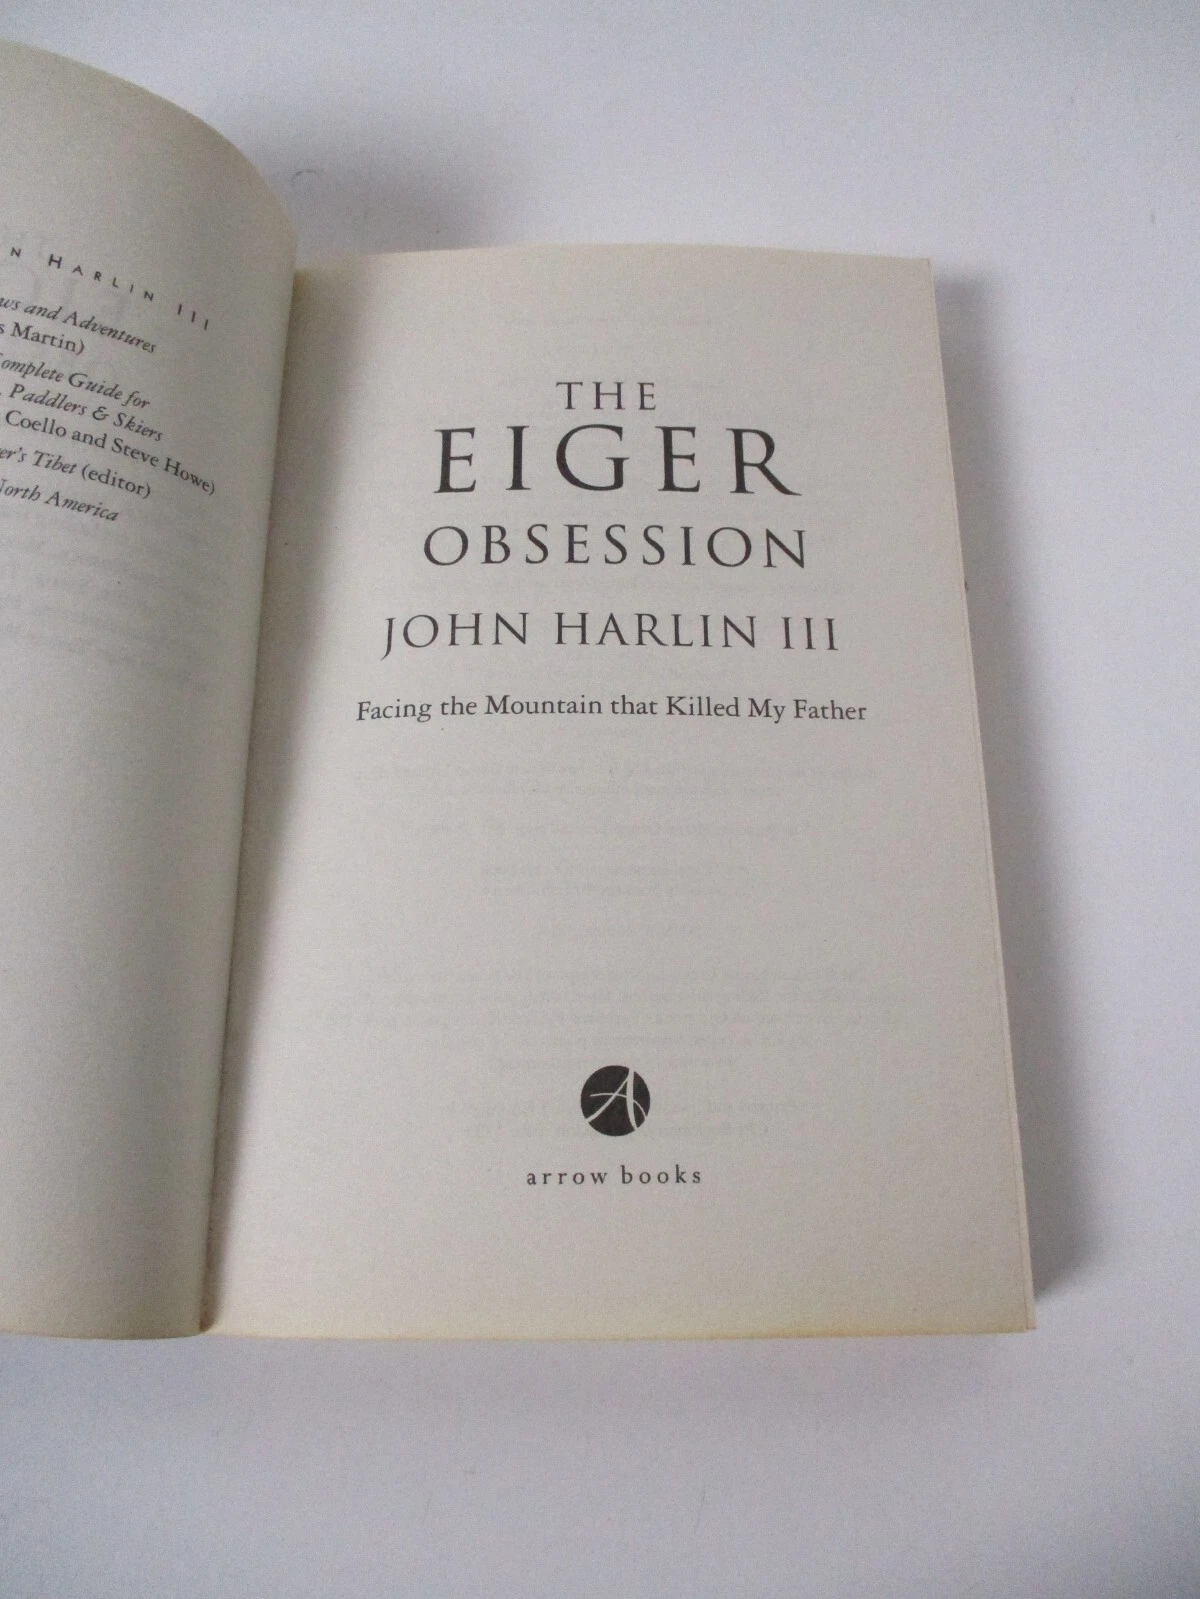 N HARLIN III
ws and Adventures
s Martin)
omplete Guide for
, Paddlers & Skiers
Coello and Steve Howe)
er's Tibet (editor)
North America
THE
EIGER
OBSESSION
JOHN HARLIN III
Facing the Mountain that Killed My Father
A
arrow books